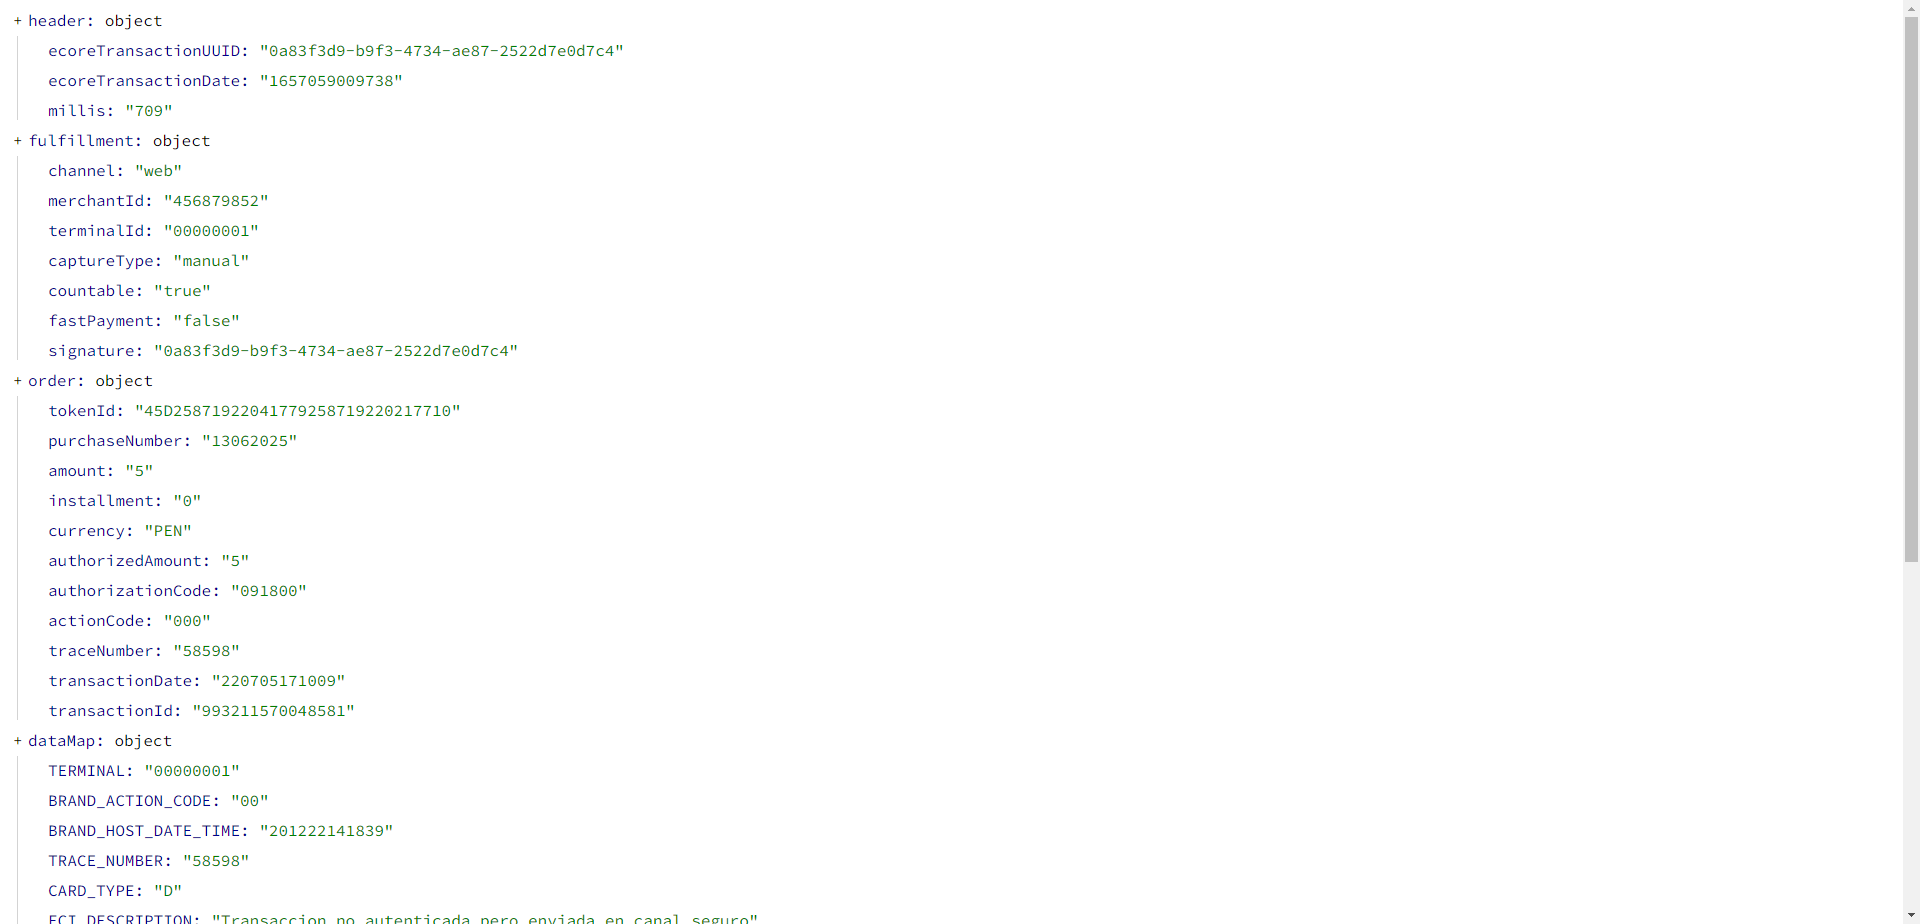 + header: object
ecoreTransactionUUID: "0a83f3d9-b9f3-4734-ae87-2522d7e0d7c4"
ecoreTransactionDate: "1657059009738"
millis: "709"
+ fulfillment: object
channel: "web"
merchantId: "456879852"
terminalId: "00000001"
captureType: "manual"
countable: "true"
fastPayment: "false"
signature: "0a83f3d9-b9f3-4734-ae87-2522d7e0d7c4"
+ order: object
tokenId: "45D258719220417792587192​20217710"
purchaseNumber: "13062025"
amount: "5"
installment: "0"
currency: "PEN"
authorizedAmount: "5"
authorizationCode: "091800"
actionCode: "000"
traceNumber: "58598"
transactionDate: "220705171009"
transactionId: "993211570048581"
+ dataMap: object
TERMINAL: "00000001"
BRAND_ACTION_CODE: "00"
BRAND_HOST_DATE_TIME: "201222141839"
TRACE_NUMBER: "58598"
CARD_TYPE: "D"
ECI_DESCRIPTION: "Transaccion no autenticada pero enviada en canal seguro"